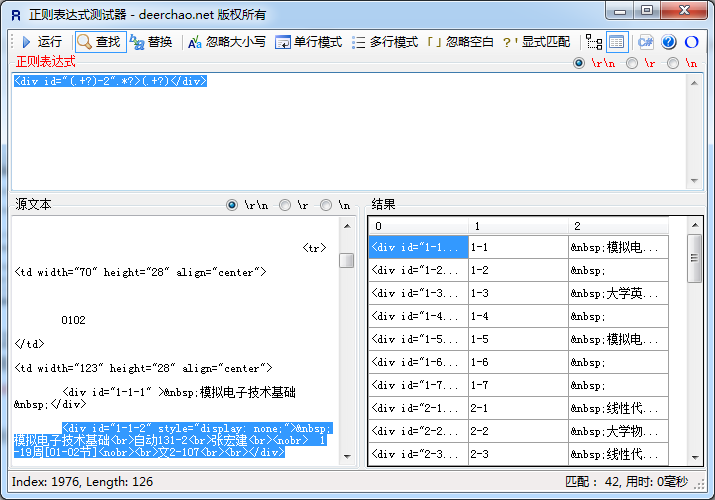 正则表达式测试器 - deerchao.net 版权所有
运行 查找 替换 忽略大小写 单行模式 多行模式 忽略空白 显式匹配
正则表达式 \r\n \r \n
<div id="(.+?)-2".*?>(.+?)</div>
源文本 \r\n \r \n
<tr>
<td width="70" height="28" align="center">
0102
</td>
<td width="123" height="28" align="center">
<div id="1-1-1" >&nbsp;模拟电子技术基础
&nbsp;</div>
<div id="1-1-2" style="display: none;">&nbsp;
模拟电子技术基础<br>自动131-2<br>张宏建<br><nobr>  1
-19周[01-02节]<nobr><br>文2-107<br><br></div>
结果
0 1 2
<div id="1-1... 1-1 &nbsp;模拟电...
<div id="1-2... 1-2 &nbsp;
<div id="1-3... 1-3 &nbsp;大学英...
<div id="1-4... 1-4 &nbsp;
<div id="1-5... 1-5 &nbsp;模拟电...
<div id="1-6... 1-6 &nbsp;
<div id="1-7... 1-7 &nbsp;
<div id="2-1... 2-1 &nbsp;线性代...
<div id="2-2... 2-2 &nbsp;大学物...
<div id="2-3... 2-3 &nbsp;线性代...
Index: 1976, Length: 126
匹配： 42, 用时: 0毫秒